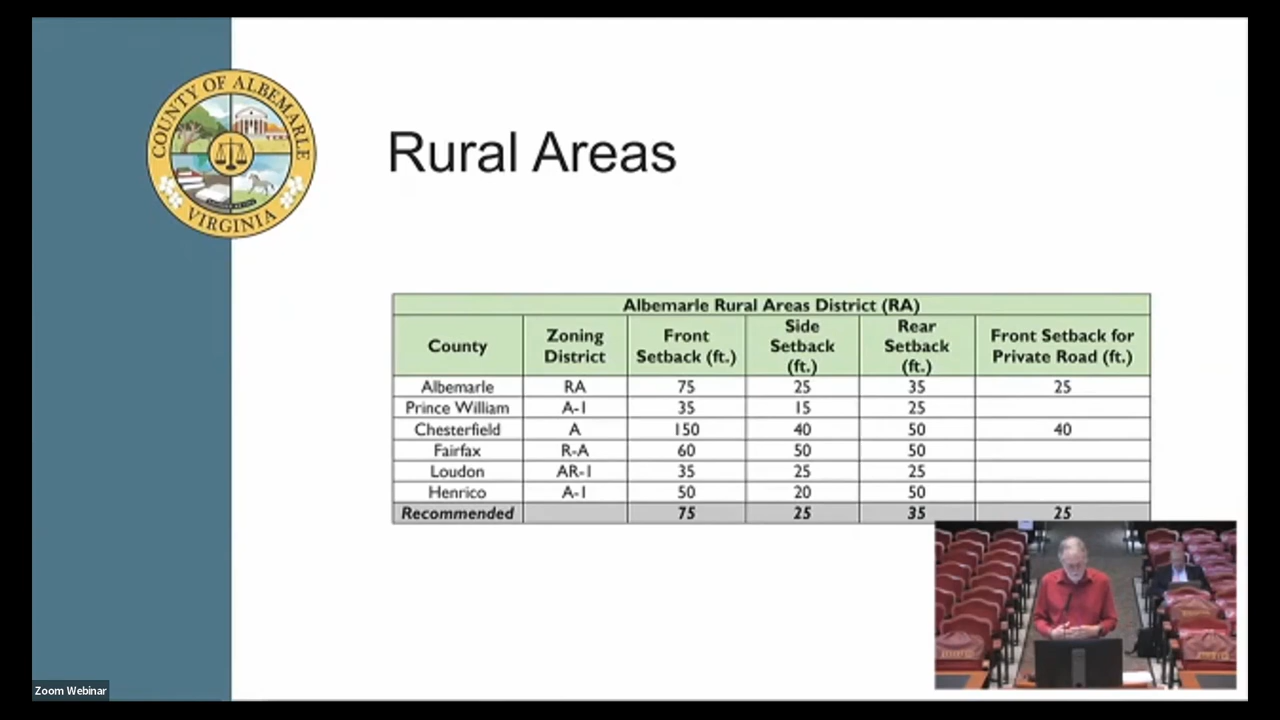 COUNTY OF ALBEMARLE
VIRGINIA
Rural Areas
Albemarle Rural Areas District (RA)
County Zoning District Front Setback (ft.) Side Setback (ft.) Rear Setback (ft.) Front Setback for Private Road (ft.)
Albemarle RA 75 25 35 25
Prince William A-1 35 15 25
Chesterfield A 150 40 50 40
Fairfax R-A 60 50 50
Loudon AR-1 35 25 25
Henrico A-1 50 20 50
Recommended 75 25 35 25
Zoom Webinar